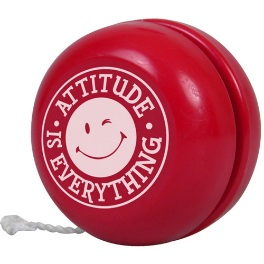 ATTITUDE · IS · EVERYTHING ·